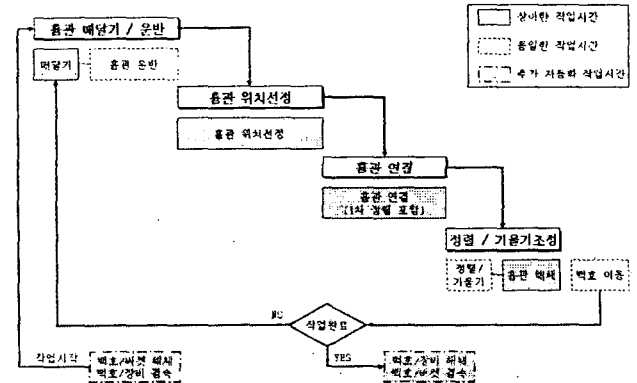 상이한 작업시간
동일한 작업시간
추가 자동화 작업시간
흄관 매달기 / 운반
매달기
흄관 운반
흄관 위치선정
흄관 위치선정
흄관 연결
흄관 연결
(1차 정렬 포함)
정렬 / 기울기조정
정렬/
기울기
흄관 해체
백호 이동
NO
작업완료
작업시작
YES
백호/버켓 해체
백호/장비 결속
백호/장비 해체
백호/버켓 결속